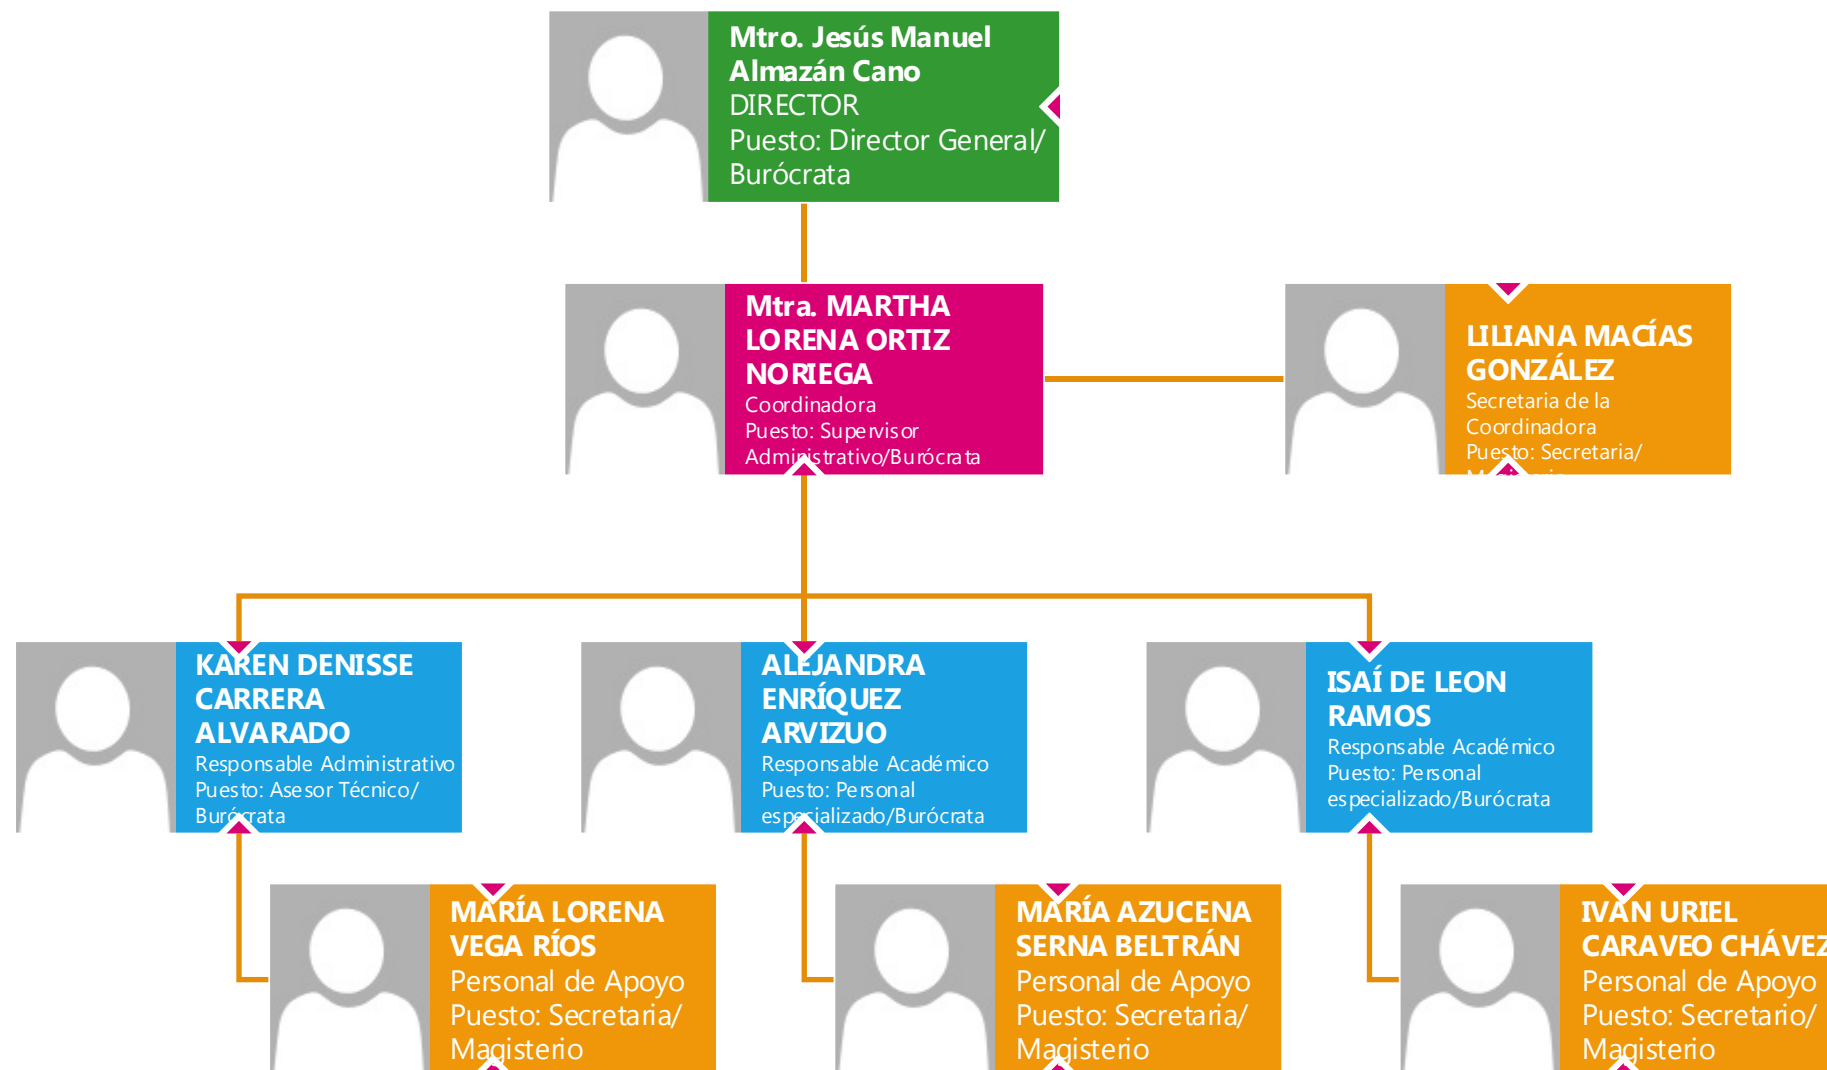 Mtro. Jesús Manuel
Almazán Cano
DIRECTOR
Puesto: Director General/
Burócrata
Mtra. MARTHA
LORENA ORTIZ
NORIEGA
Coordinadora
Puesto: Supervisor
Administrativo/Burócrata
LILIANA MACÍAS
GONZÁLEZ
Secretaria de la
Coordinadora
Puesto: Secretaria/
KAREN DENISSE
CARRERA
ALVARADO
Responsable Administrativo
Puesto: Asesor Técnico/
Burócrata
ALEJANDRA
ENRÍQUEZ
ARVIZUO
Responsable Académico
Puesto: Personal
especializado/Burócrata
ISAÍ DE LEON
RAMOS
Responsable Académico
Puesto: Personal
especializado/Burócrata
MARÍA LORENA
VEGA RÍOS
Personal de Apoyo
Puesto: Secretaria/
Magisterio
MARÍA AZUCENA
SERNA BELTRÁN
Personal de Apoyo
Puesto: Secretaria/
Magisterio
IVÁN URIEL
CARAVEO CHÁVEZ
Personal de Apoyo
Puesto: Secretario/
Magisterio